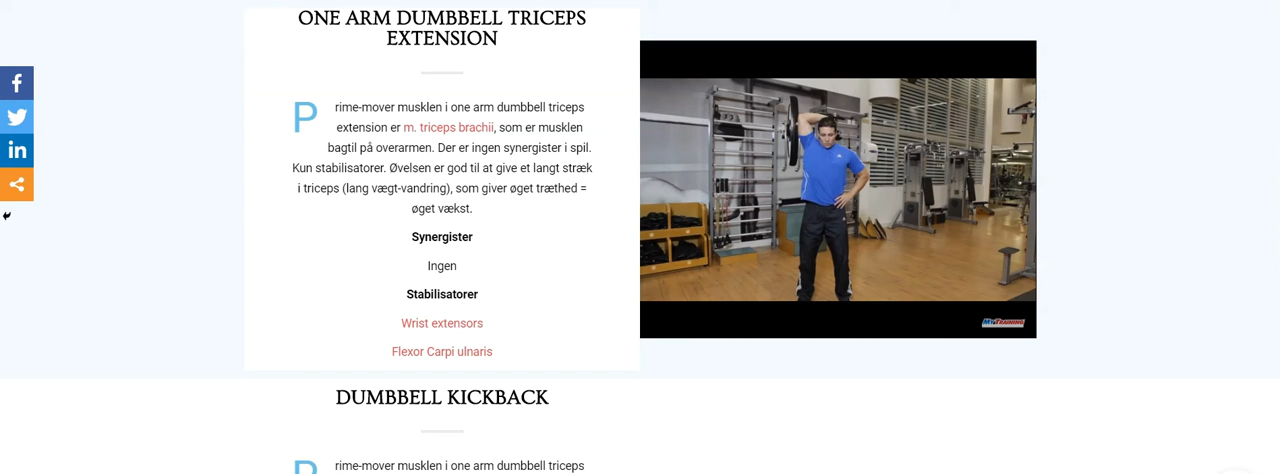 ONE ARM DUMBBELL TRICEPS
EXTENSION
Prime-mover musklen i one arm dumbbell triceps
extension er m. triceps brachii, som er musklen
bagtil på overarmen. Der er ingen synergister i spil.
Kun stabilisatorer. Øvelsen er god til at give et langt stræk
i triceps (lang vægt-vandring), som giver øget træthed =
øget vækst.
Synergister
Ingen
Stabilisatorer
Wrist extensors
Flexor Carpi ulnaris
MyTraining
DUMBBELL KICKBACK
Prime-mover musklen i one arm dumbbell triceps